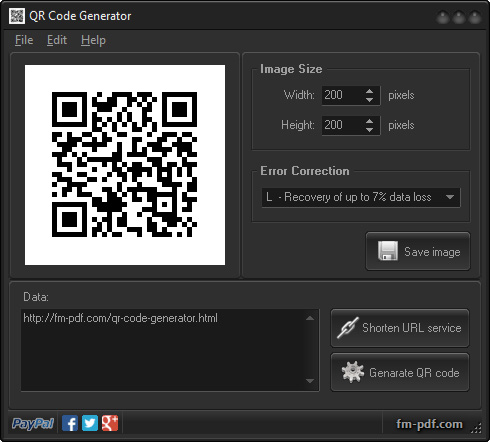 QR Code Generator
File Edit Help
Image Size
Width: 200 pixels
Height: 200 pixels
Error Correction
L - Recovery of up to 7% data loss
Save image
Data:
http://fm-pdf.com/qr-code-generator.html
Shorten URL service
Genarate QR code
PayPal f g+ fm-pdf.com